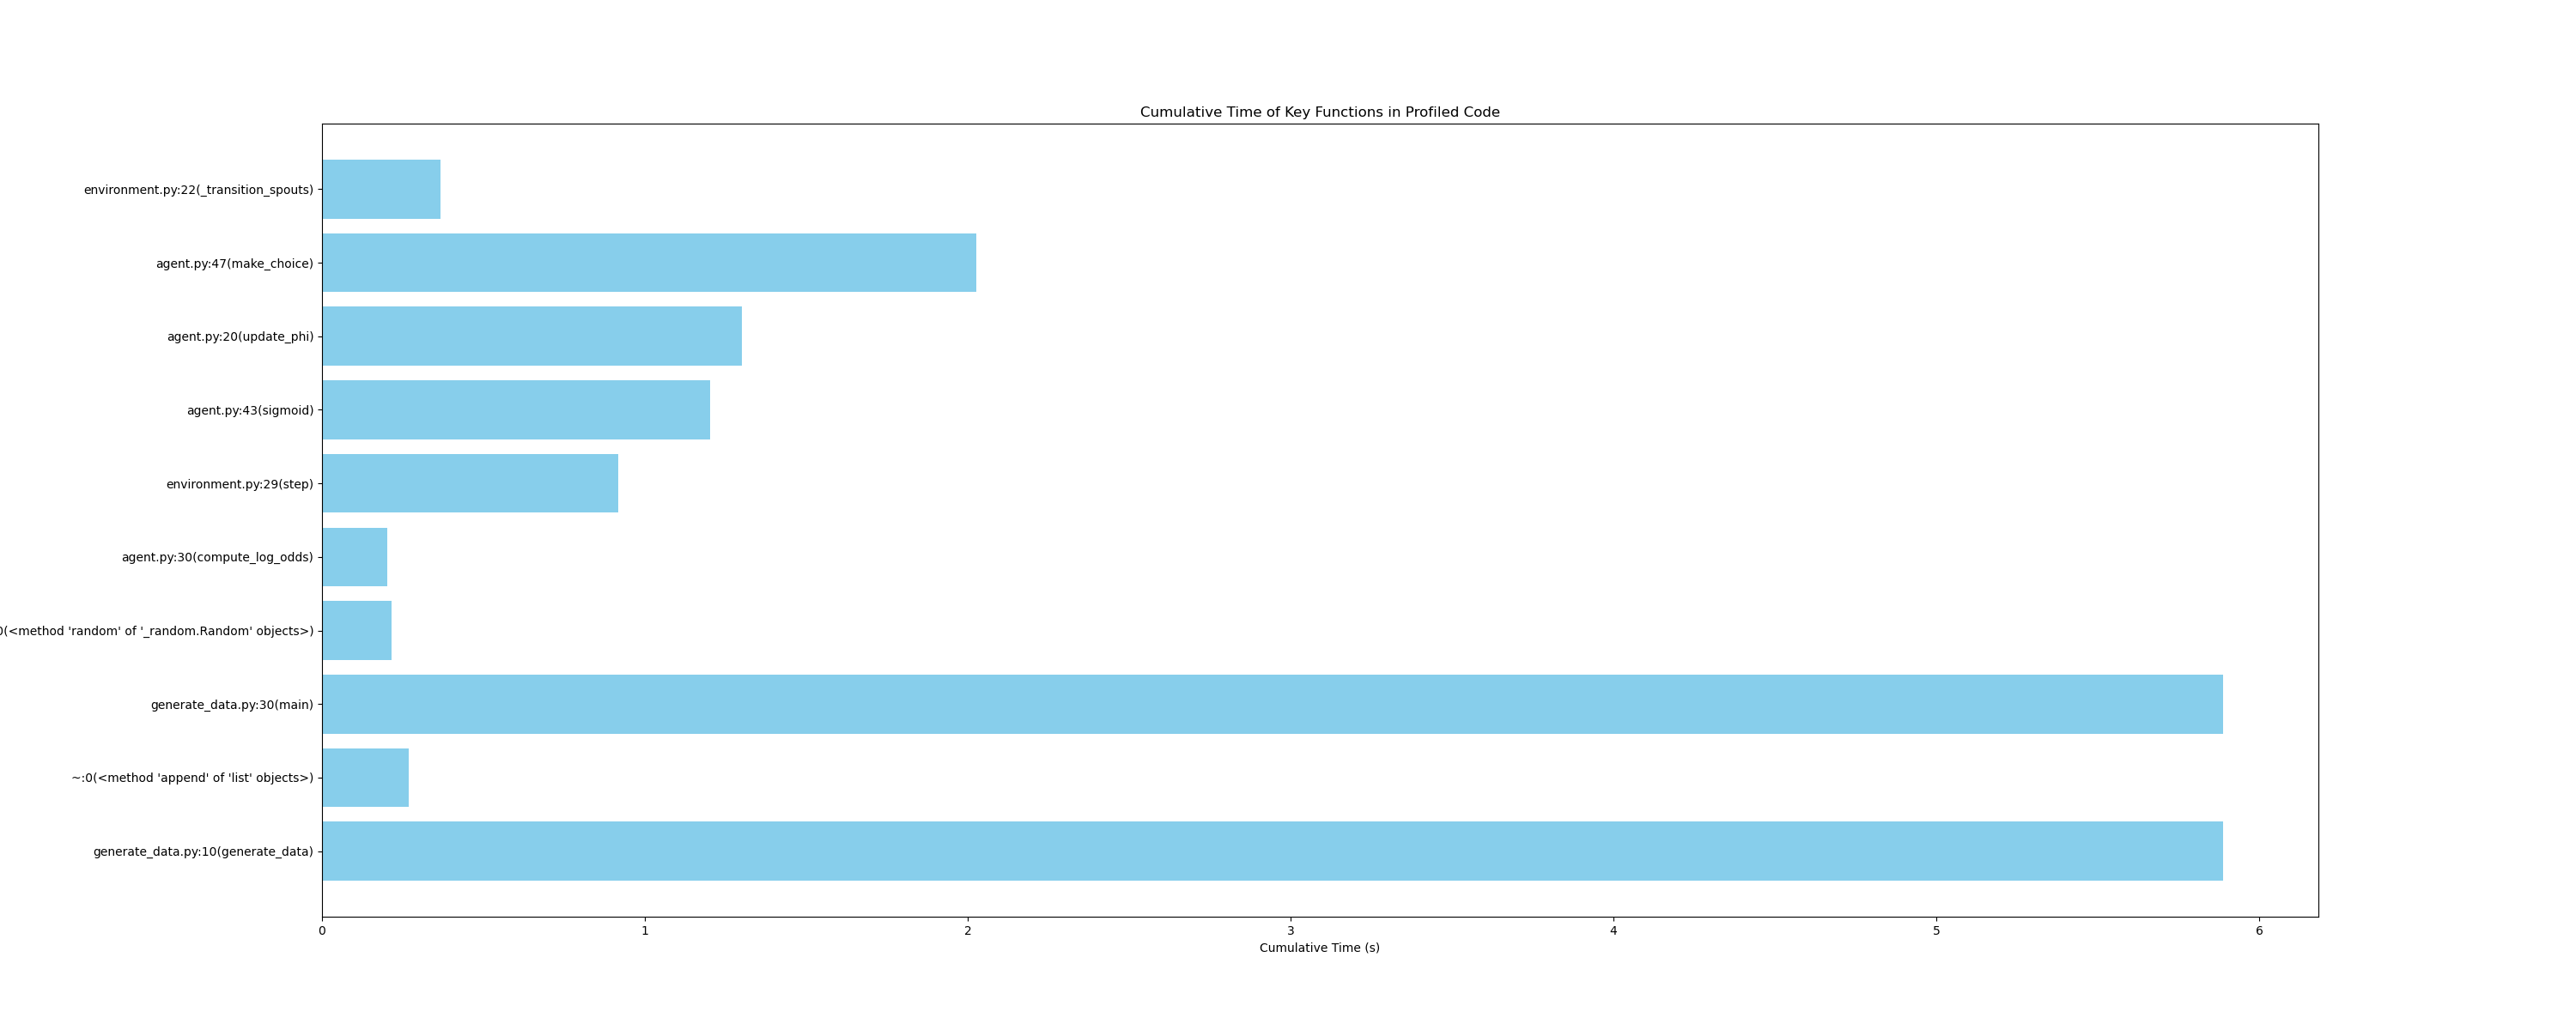 Cumulative Time of Key Functions in Profiled Code
environment.py:22(_transition_spouts)
agent.py:47(make_choice)
agent.py:20(update_phi)
agent.py:43(sigmoid)
environment.py:29(step)
agent.py:30(compute_log_odds)
0(<method 'random' of '_random.Random' objects>)
generate_data.py:30(main)
~:0(<method 'append' of 'list' objects>)
generate_data.py:10(generate_data)
0 1 2 3 4 5 6
Cumulative Time (s)